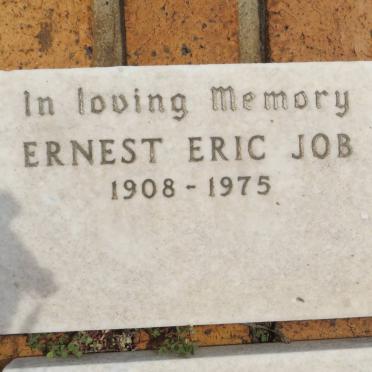 In loving Memory
ERNEST ERIC JOB
1908 - 1975